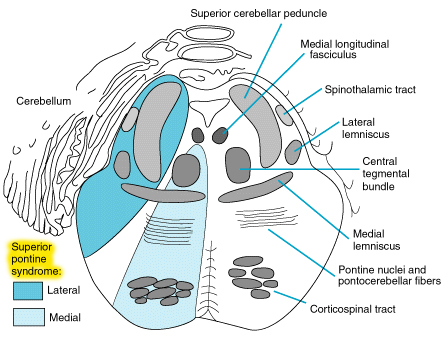 Superior cerebellar peduncle
Medial longitudinal
fasciculus
Spinothalamic tract
Cerebellum
Lateral
lemniscus
Central
tegmental
bundle
Medial
lemniscus
Superior
pontine
syndrome:
Lateral
Medial
Pontine nuclei and
pontocerebellar fibers
Corticospinal tract